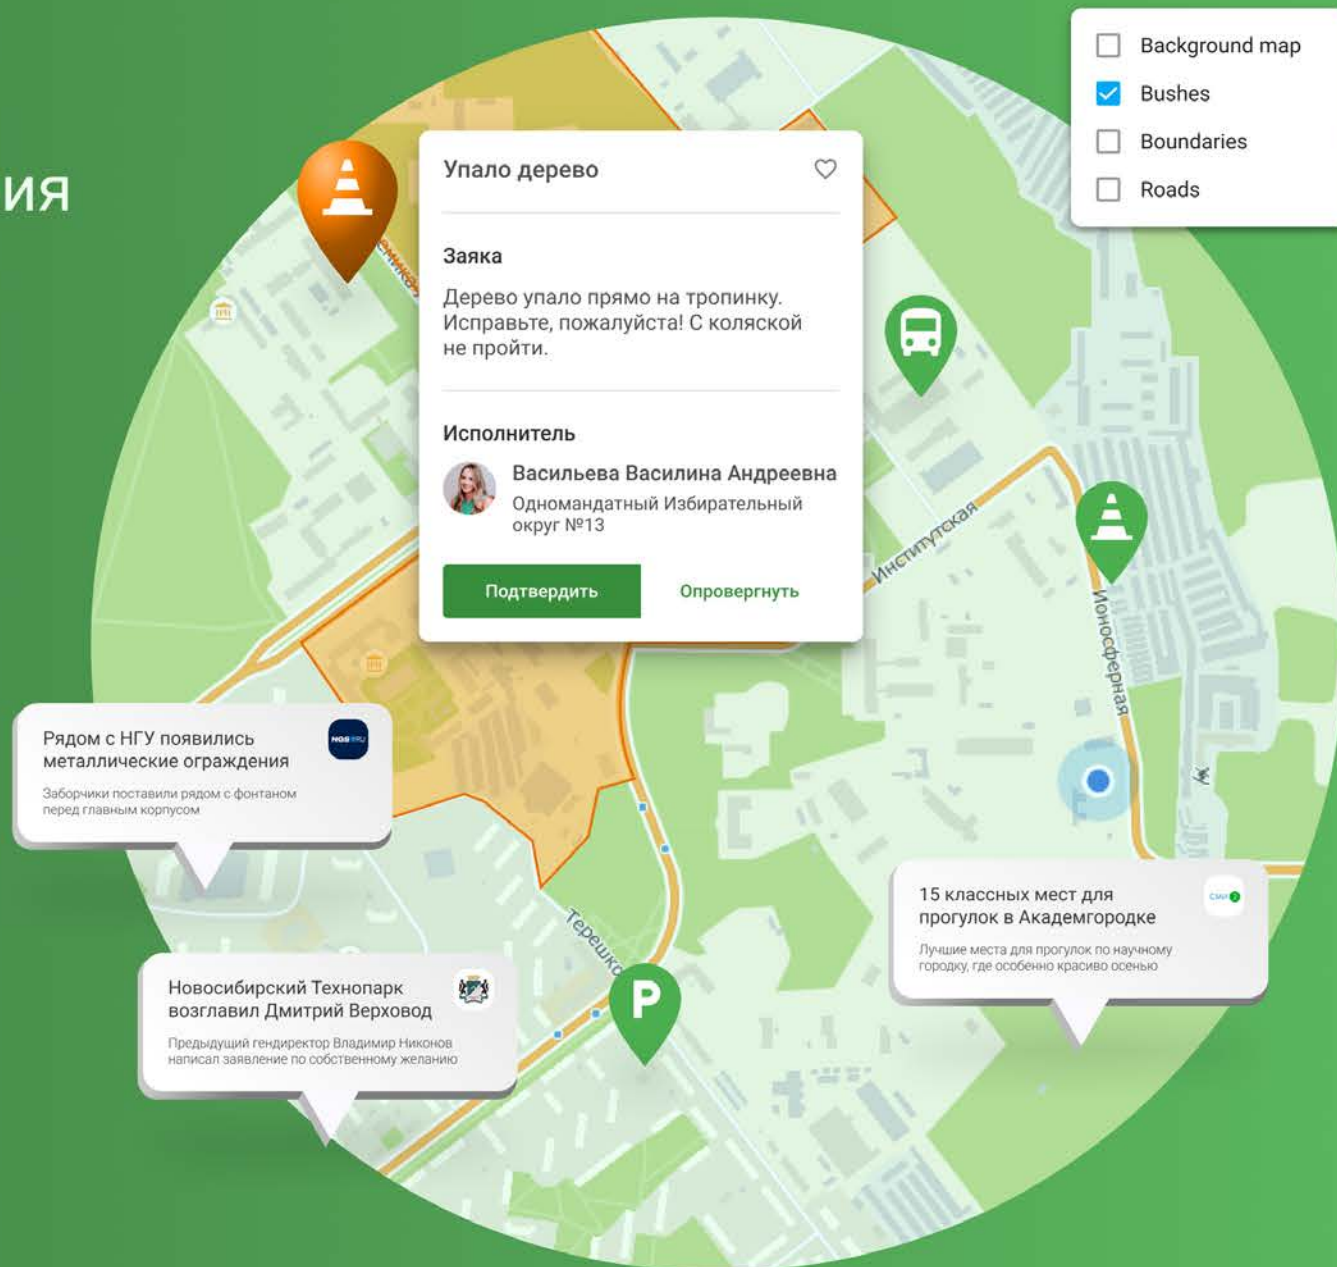 ия
Background map
Bushes
Boundaries
Roads
Упало дерево
Заяка
Дерево упало прямо на тропинку.
Исправьте, пожалуйста! С коляской
не пройти.
Исполнитель
Васильева Василина Андреевна
Одномандатный Избирательный
округ №13
Подтвердить
Опровергнуть
Институтская
Ионосферная
Рядом с НГУ появились
металлические ограждения
Заборчики поставили рядом с фонтаном
перед главным корпусом
15 классных мест для
прогулок в Академгородке
Лучшие места для прогулок по научному
городку, где особенно красиво осенью
Терешко
P
Новосибирский Технопарк
возглавил Дмитрий Верховод
Предыдущий гендиректор Владимир Никонов
написал заявление по собственному желанию